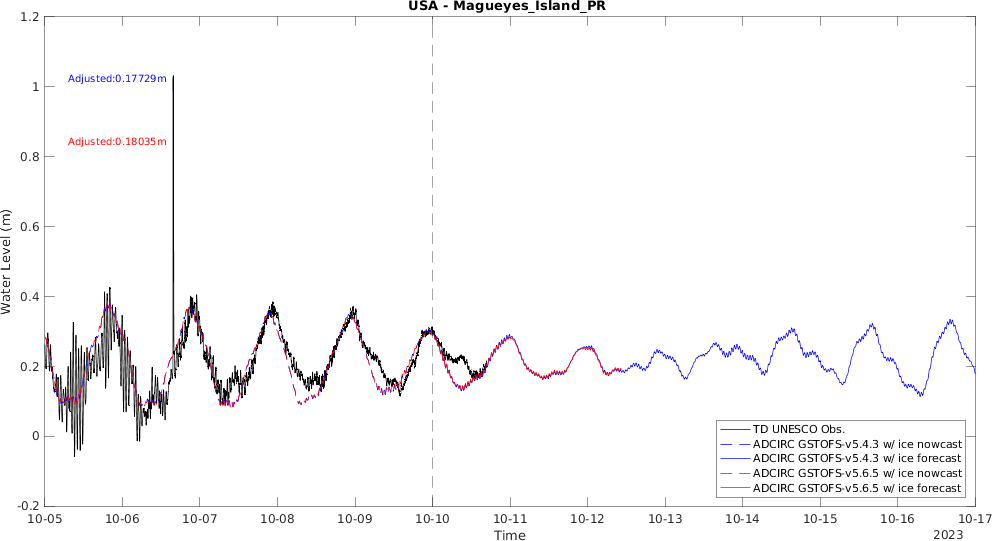 USA - Magueyes_Island_PR
1.2
1
0.8
0.6
0.4
0.2
0
-0.2
Water Level (m)
Adjusted:0.17729m
Adjusted:0.18035m
TD UNESCO Obs.
ADCIRC GSTOFS-v5.4.3 w/ ice nowcast
ADCIRC GSTOFS-v5.4.3 w/ ice forecast
ADCIRC GSTOFS-v5.6.5 w/ ice nowcast
ADCIRC GSTOFS-v5.6.5 w/ ice forecast
10-05 10-06 10-07 10-08 10-09 10-10 10-11 10-12 10-13 10-14 10-15 10-16 10-17
Time
2023